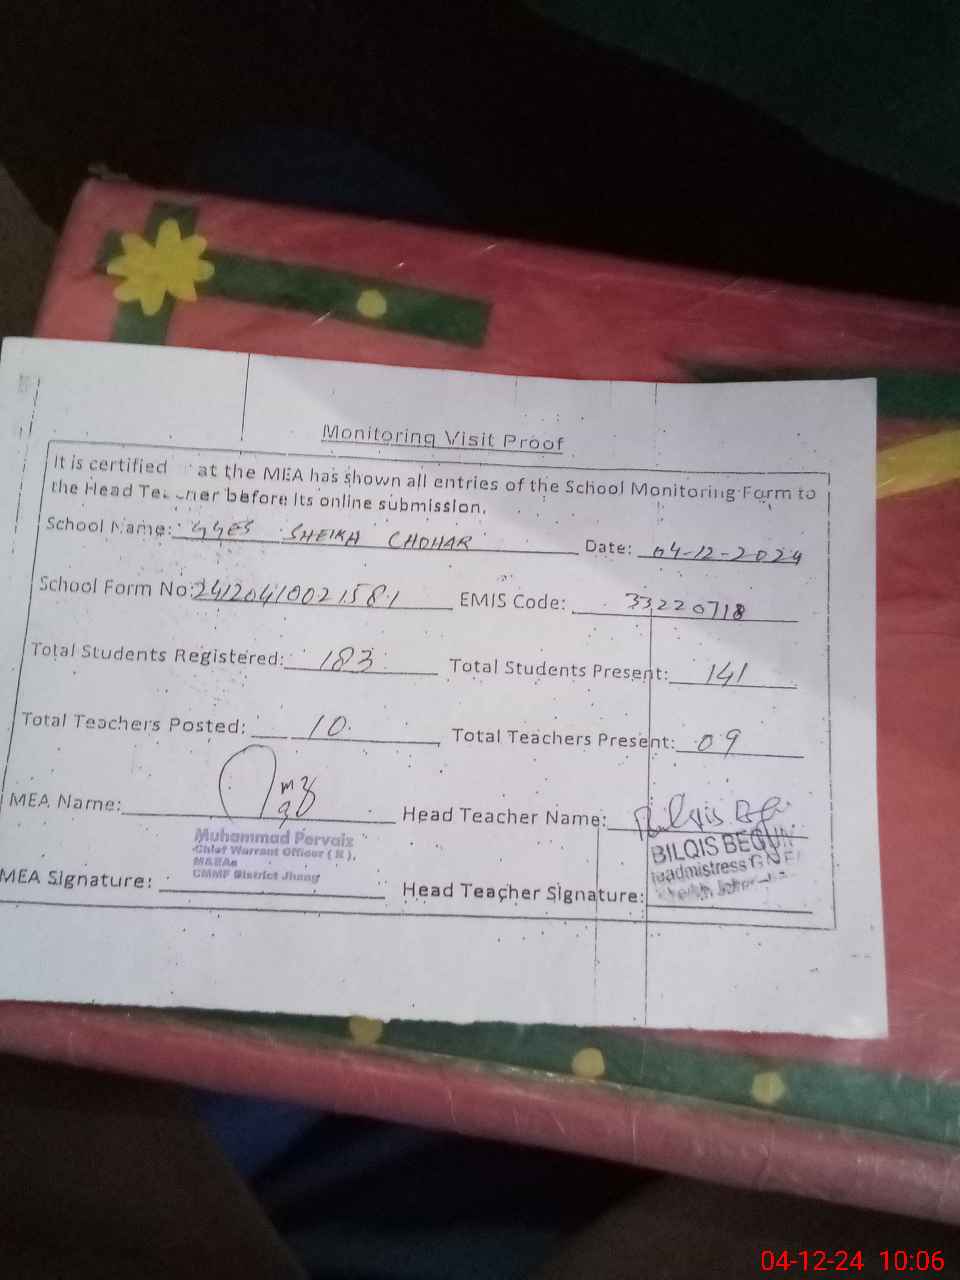 Monitoring Visit Proof
It is certified at the MEA has shown all entries of the School Monitoring Form to
the Head Teacher before its online submission.
School Name: GGES SHEIKH CHOHAR Date: 04-12-2024
School Form No: 24120410021581 EMIS Code: 33220718
Total Students Registered: 183 Total Students Present: 141
Total Teachers Posted: 10 Total Teachers Present: 09
MEA Name: Head Teacher Name: Bilqis
Muhammad Pervaiz
Chief Warrant Officer ( R ),
MAEAs
CMMF District Jhang
BILQIS BEGUM
MEA Signature: Head Teacher Signature:
04-12-24 10:06